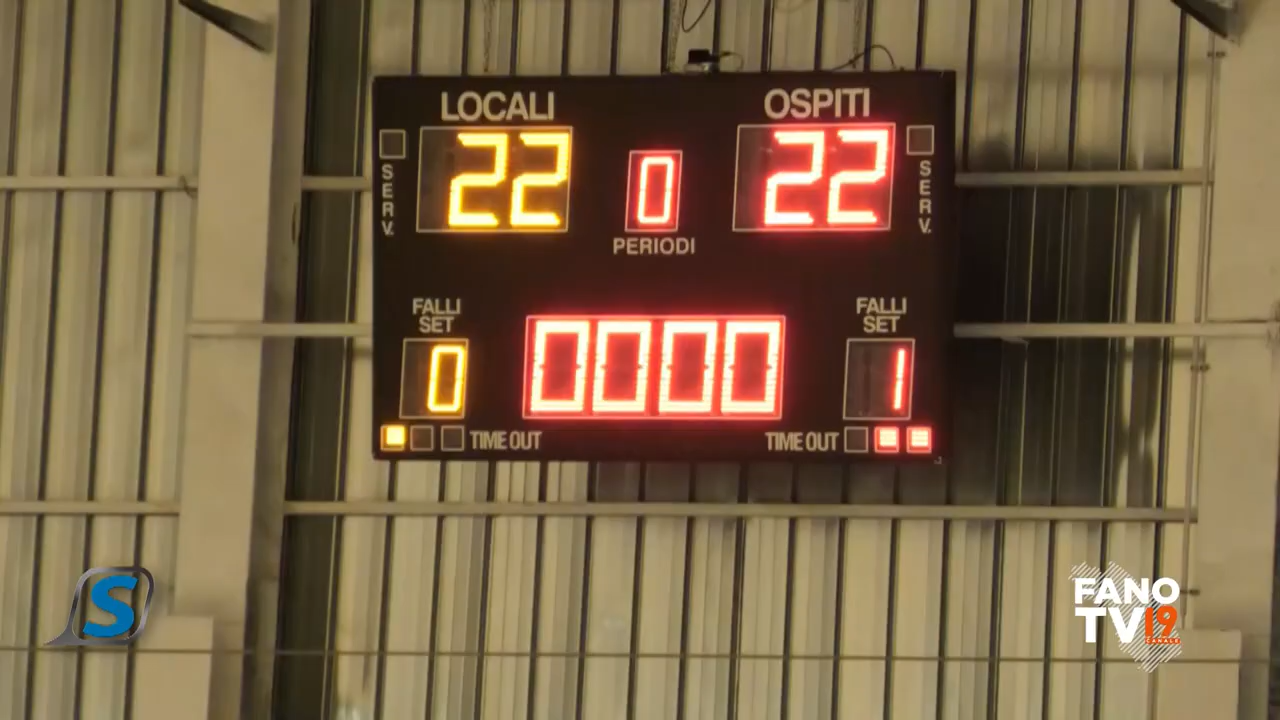 LOCALI
OSPITI
22
0
22
SERV.
SERV.
PERIODI
FALLI
SET
FALLI
SET
0
0000
1
TIME OUT
TIME OUT
S
FANO
TV19
CANALE